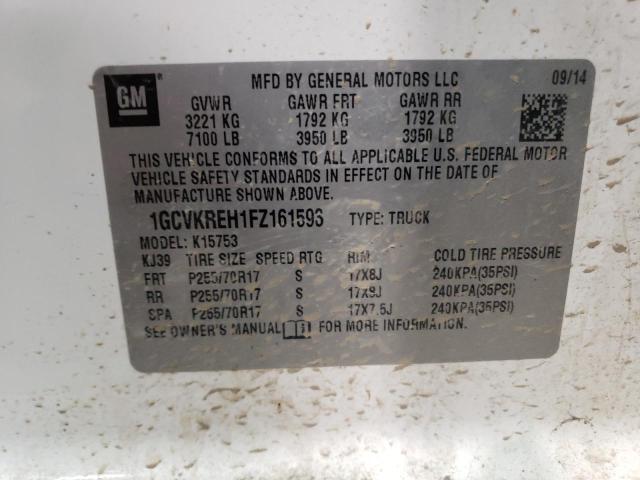 GM
MFD BY GENERAL MOTORS LLC 09/14
GVWR GAWR FRT GAWR RR
3221 KG 1792 KG 1792 KG
7100 LB 3950 LB 3950 LB
THIS VEHICLE CONFORMS TO ALL APPLICABLE U.S. FEDERAL MOTOR
VEHICLE SAFETY STANDARDS IN EFFECT ON THE DATE OF
MANUFACTURE SHOWN ABOVE.
1GCVKREH1FZ161596 TYPE: TRUCK
MODEL: K15753
KJ39 TIRE SIZE SPEED RTG RIM COLD TIRE PRESSURE
FRT P255/70R17 S 17X8J 240KPA(35PSI)
RR P255/70R17 S 17X8J 240KPA(35PSI)
SPA P265/70R17 S 17X7.5J 240KPA(35PSI)
SEE OWNER'S MANUAL FOR MORE INFORMATION.